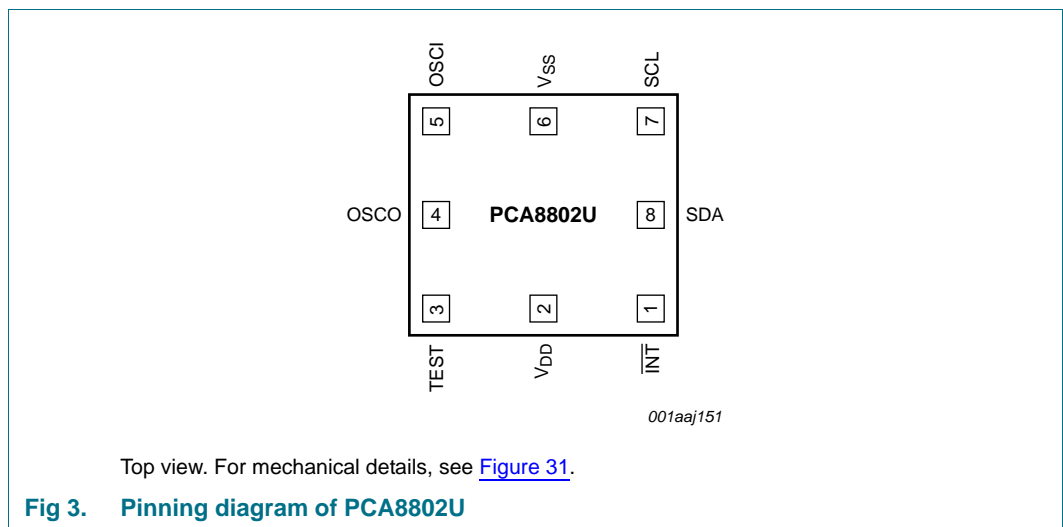 OSCI VSS SCL
5 6 7
OSCO 4 PCA8802U 8 SDA
3 2 1
TEST VDD INT
001aaj151
Top view. For mechanical details, see Figure 31.
Fig 3. Pinning diagram of PCA8802U